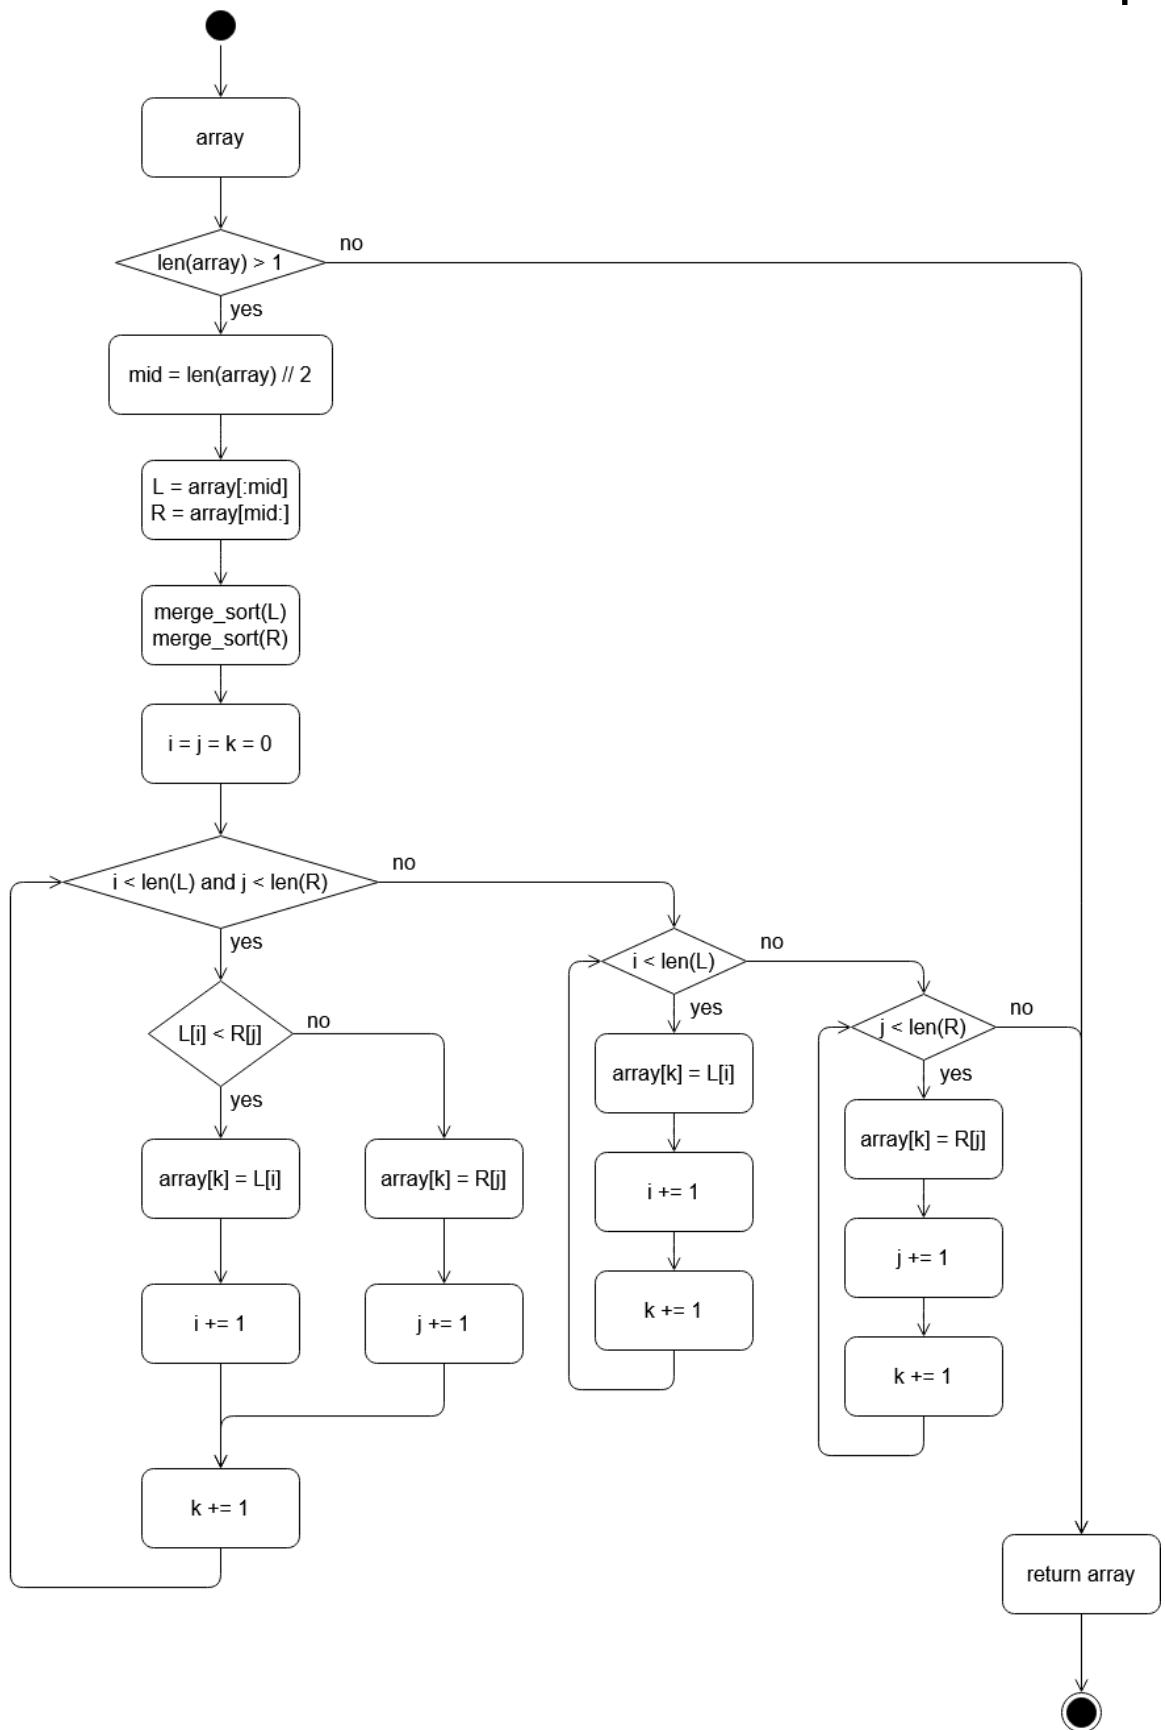 array
len(array) > 1
no
yes
mid = len(array) // 2
L = array[:mid]
R = array[mid:]
merge_sort(L)
merge_sort(R)
i = j = k = 0
i < len(L) and j < len(R)
no
yes
L[i] < R[j]
no
yes
array[k] = L[i]
array[k] = R[j]
i += 1
j += 1
k += 1
i < len(L)
no
yes
array[k] = L[i]
i += 1
k += 1
j < len(R)
no
yes
array[k] = R[j]
j += 1
k += 1
return array